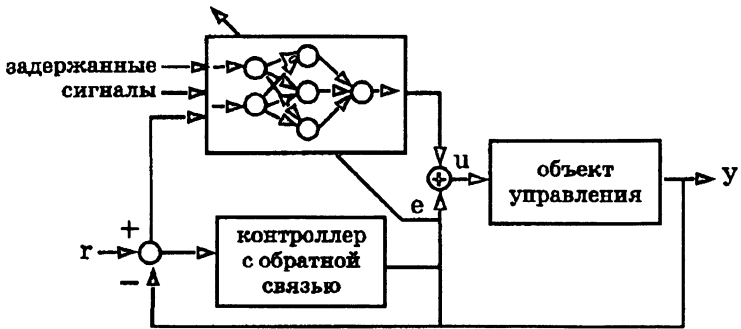 задержанные
сигналы
u
объект
управления
y
e
+
r
−
контроллер
с обратной
связью